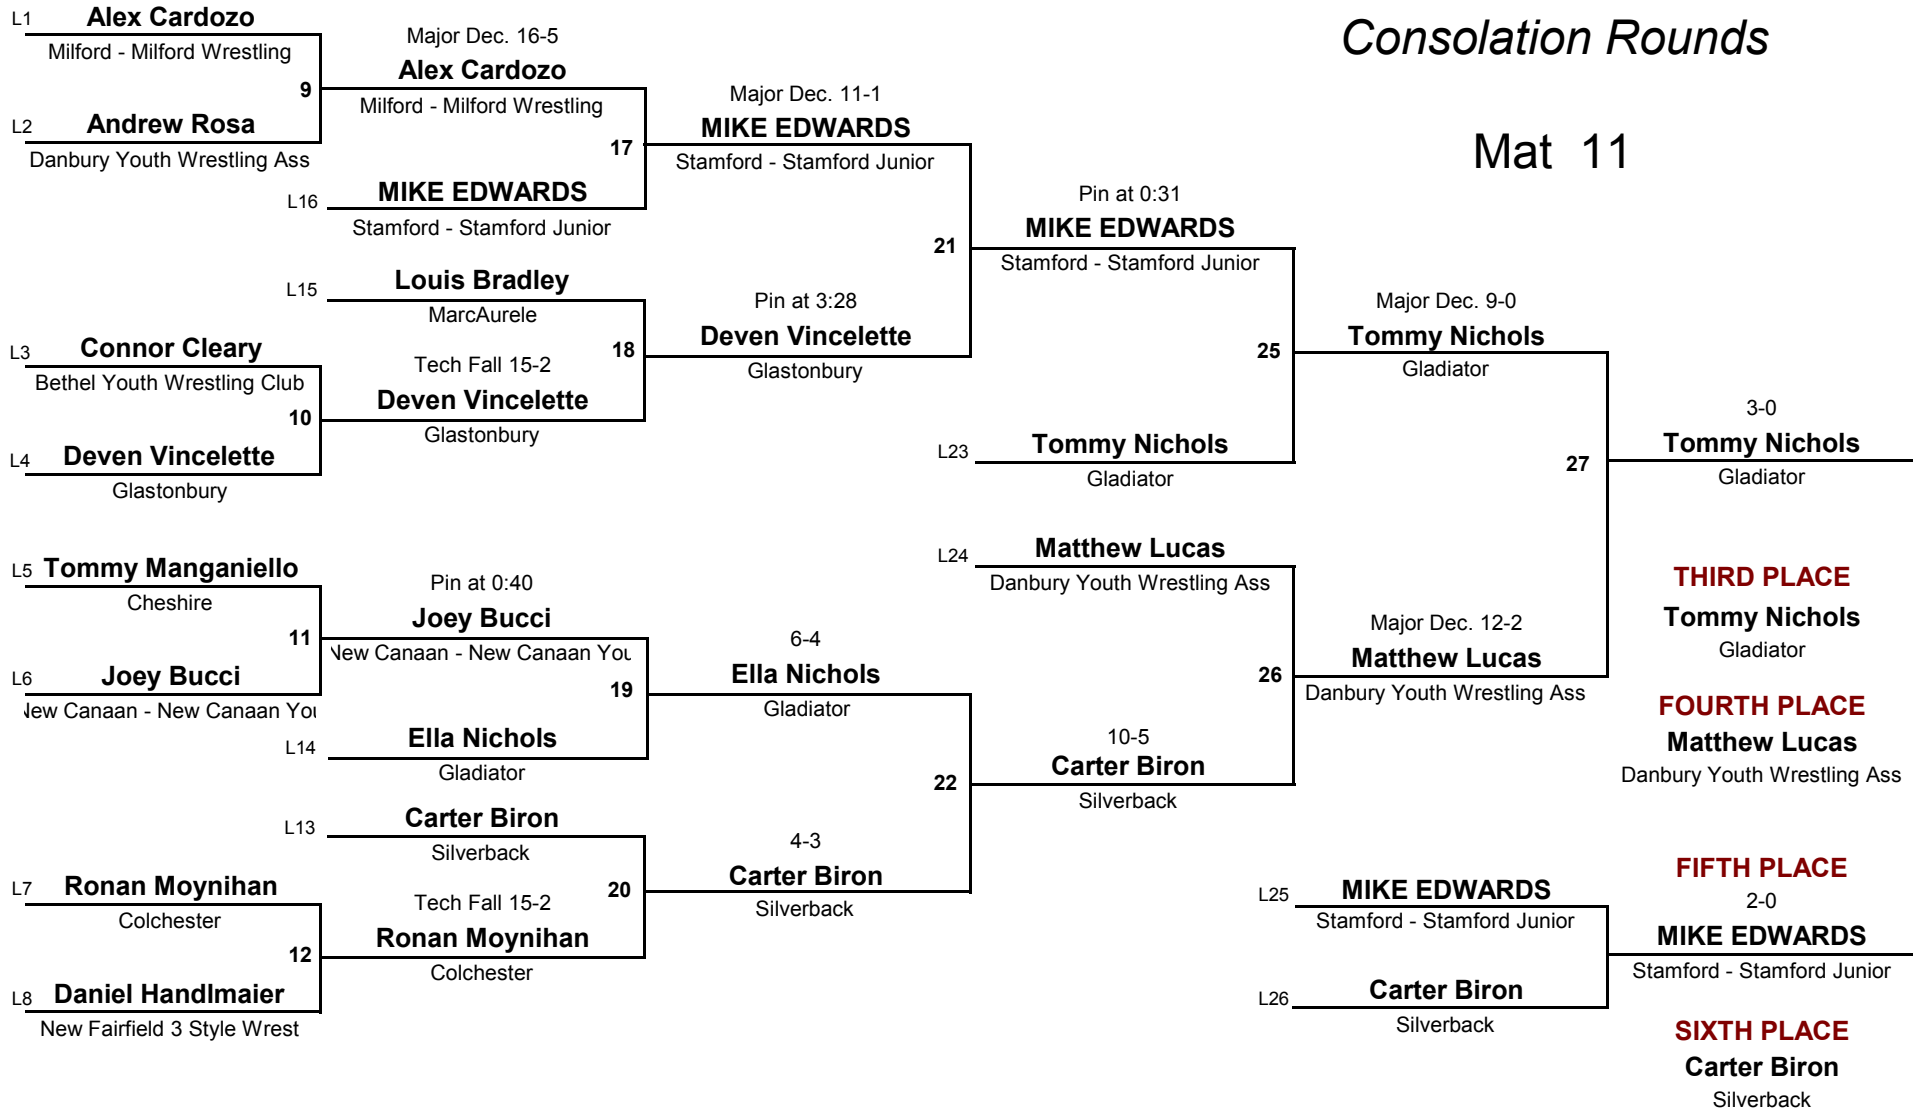 Consolation Rounds
Mat 11
L1 Alex Cardozo
Milford - Milford Wrestling
9
L2 Andrew Rosa
Danbury Youth Wrestling Ass
Major Dec. 16-5
Alex Cardozo
Milford - Milford Wrestling
17
L16 MIKE EDWARDS
Stamford - Stamford Junior
L15 Louis Bradley
MarcAurele
18
L3 Connor Cleary
Bethel Youth Wrestling Club
10
L4 Deven Vincelette
Glastonbury
Tech Fall 15-2
Deven Vincelette
Glastonbury
Major Dec. 11-1
MIKE EDWARDS
Stamford - Stamford Junior
21
Pin at 3:28
Deven Vincelette
Glastonbury
Pin at 0:31
MIKE EDWARDS
Stamford - Stamford Junior
25
L23 Tommy Nichols
Gladiator
Major Dec. 9-0
Tommy Nichols
Gladiator
27
3-0
Tommy Nichols
Gladiator
L5 Tommy Manganiello
Cheshire
11
L6 Joey Bucci
New Canaan - New Canaan You
Pin at 0:40
Joey Bucci
New Canaan - New Canaan You
19
L14 Ella Nichols
Gladiator
L13 Carter Biron
Silverback
20
L7 Ronan Moynihan
Colchester
12
L8 Daniel Handlmaier
New Fairfield 3 Style Wrest
Tech Fall 15-2
Ronan Moynihan
Colchester
6-4
Ella Nichols
Gladiator
22
4-3
Carter Biron
Silverback
L24 Matthew Lucas
Danbury Youth Wrestling Ass
26
10-5
Carter Biron
Silverback
Major Dec. 12-2
Matthew Lucas
Danbury Youth Wrestling Ass
THIRD PLACE
Tommy Nichols
Gladiator
FOURTH PLACE
Matthew Lucas
Danbury Youth Wrestling Ass
L25 MIKE EDWARDS
Stamford - Stamford Junior
L26 Carter Biron
Silverback
FIFTH PLACE
2-0
MIKE EDWARDS
Stamford - Stamford Junior
SIXTH PLACE
Carter Biron
Silverback